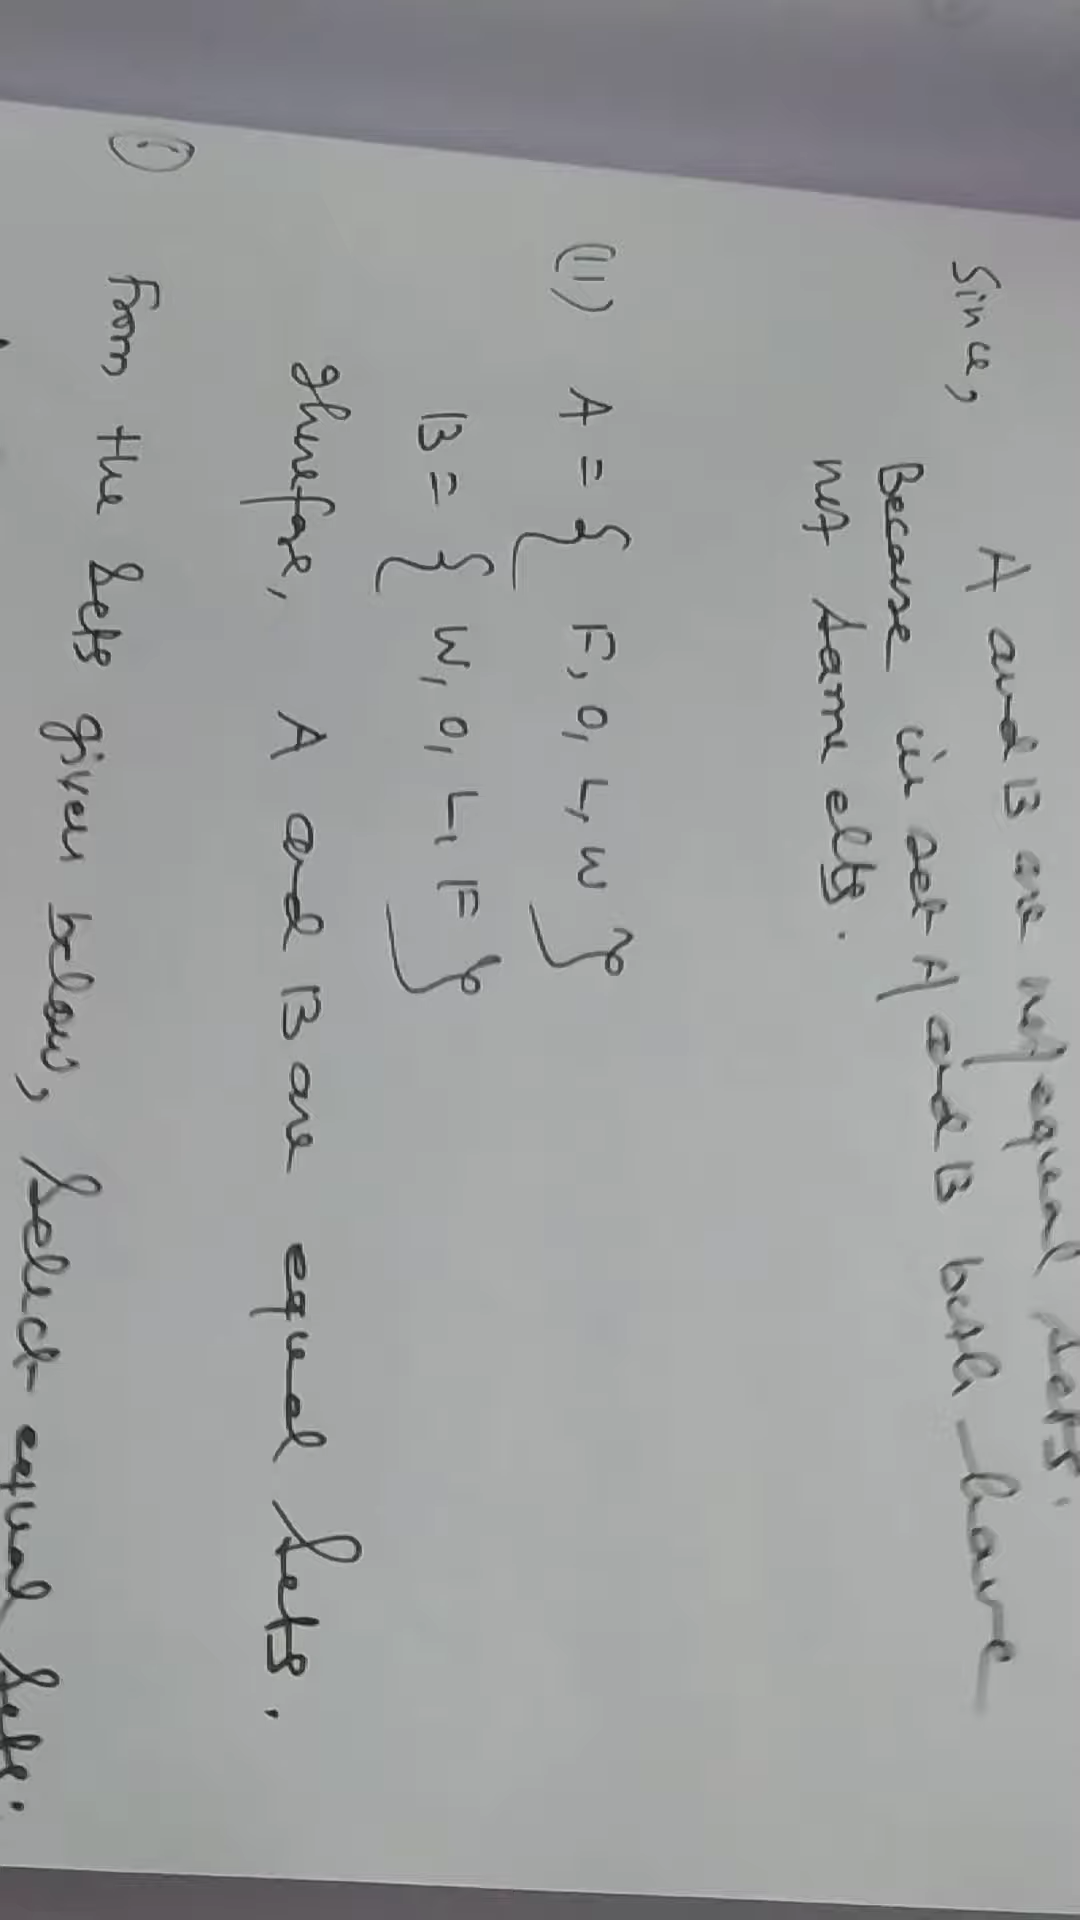 Since, A and B are not equal sets.
Because in set A and B both have
not same elts.
(ii) A = { F, O, L, W }
B = { W, O, L, F }
Therefore, A and B are equal sets.
From the sets given below, Select equal sets.